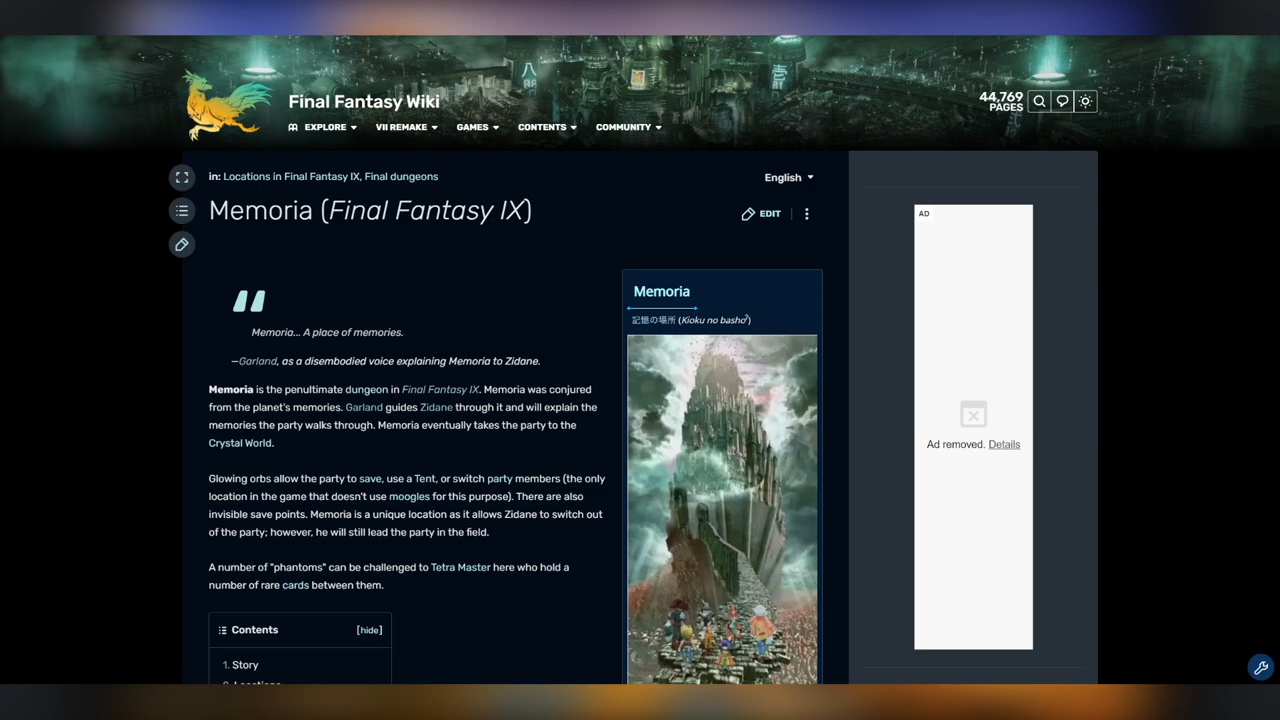 Final Fantasy Wiki
44,769
PAGES
EXPLORE
VII REMAKE
GAMES
CONTENTS
COMMUNITY
in: Locations in Final Fantasy IX, Final dungeons
English
Memoria (Final Fantasy IX)
EDIT
Memoria... A place of memories.
—Garland, as a disembodied voice explaining Memoria to Zidane.
Memoria is the penultimate dungeon in Final Fantasy IX. Memoria was conjured
from the planet's memories. Garland guides Zidane through it and will explain the
memories the party walks through. Memoria eventually takes the party to the
Crystal World.
Glowing orbs allow the party to save, use a Tent, or switch party members (the only
location in the game that doesn't use moogles for this purpose). There are also
invisible save points. Memoria is a unique location as it allows Zidane to switch out
of the party; however, he will still lead the party in the field.
A number of "phantoms" can be challenged to Tetra Master here who hold a
number of rare cards between them.
Contents
[hide]
1. Story
Memoria
記憶の場所 (Kioku no basho?)
AD
Ad removed. Details
八
壱